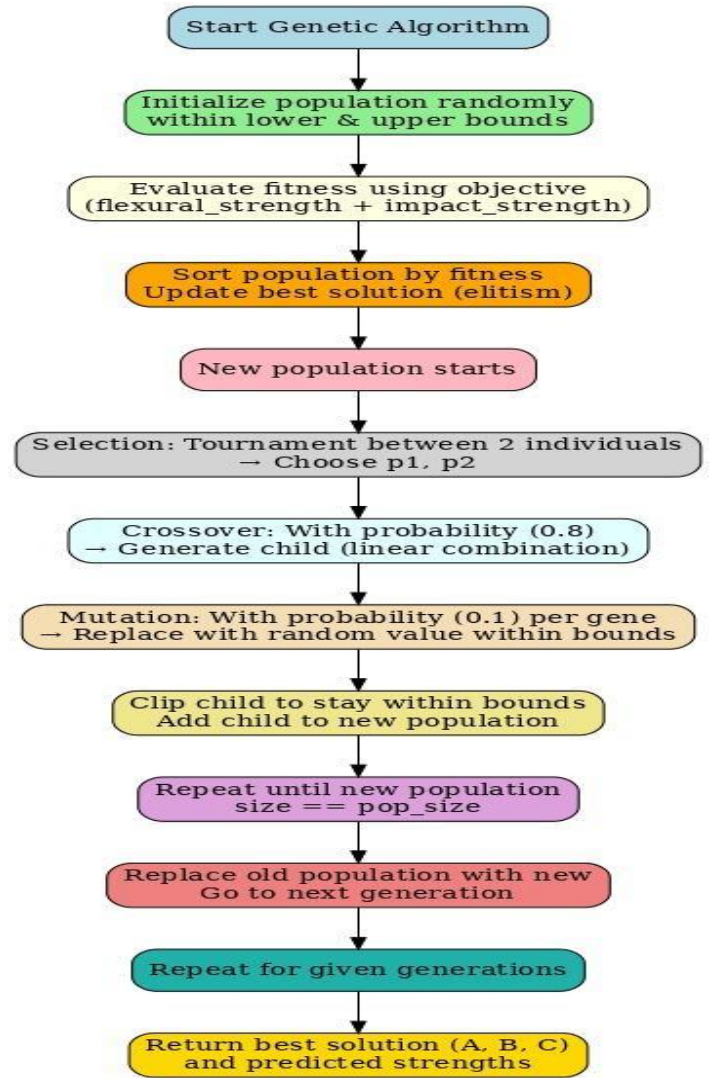 Start Genetic Algorithm
Initialize population randomly
within lower & upper bounds
Evaluate fitness using objective
(flexural_strength + impact_strength)
Sort population by fitness
Update best solution (elitism)
New population starts
Selection: Tournament between 2 individuals
→ Choose p1, p2
Crossover: With probability (0.8)
→ Generate child (linear combination)
Mutation: With probability (0.1) per gene
→ Replace with random value within bounds
Clip child to stay within bounds
Add child to new population
Repeat until new population
size == pop_size
Replace old population with new
Go to next generation
Repeat for given generations
Return best solution (A, B, C)
and predicted strengths